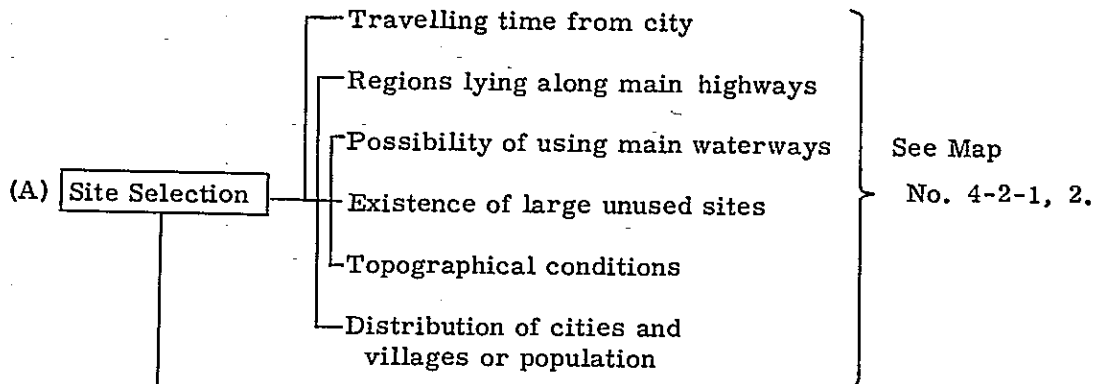 Travelling time from city
Regions lying along main highways
Possibility of using main waterways
See Map
(A) Site Selection
Existence of large unused sites
No. 4-2-1, 2.
Topographical conditions
Distribution of cities and
villages or population